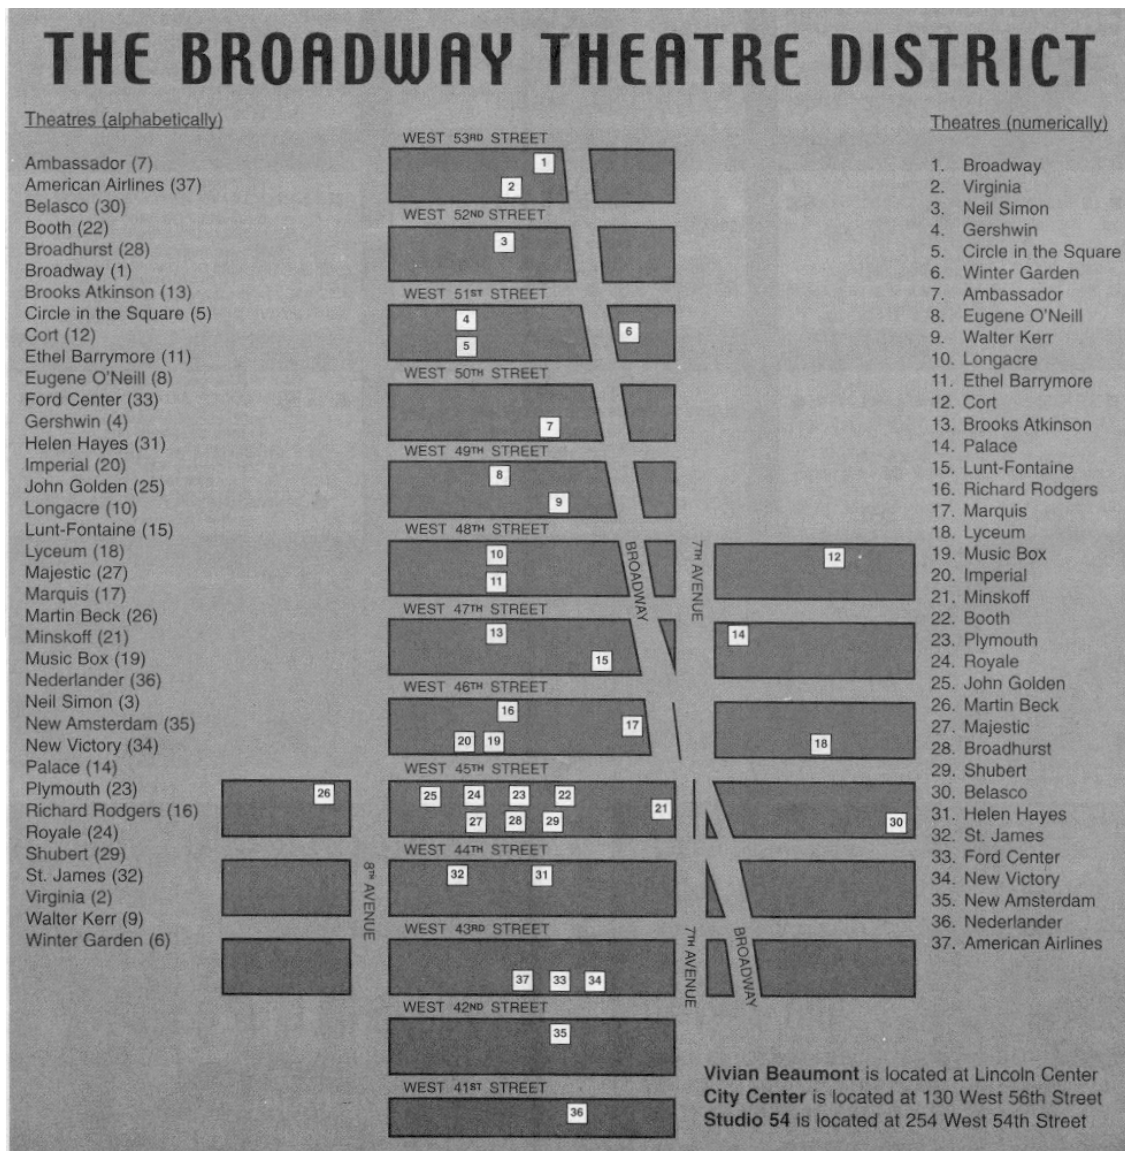 THE BROADWAY THEATRE DISTRICT
Theatres (alphabetically)
Ambassador (7)
American Airlines (37)
Belasco (30)
Booth (22)
Broadhurst (28)
Broadway (1)
Brooks Atkinson (13)
Circle in the Square (5)
Cort (12)
Ethel Barrymore (11)
Eugene O'Neill (8)
Ford Center (33)
Gershwin (4)
Helen Hayes (31)
Imperial (20)
John Golden (25)
Longacre (10)
Lunt-Fontaine (15)
Lyceum (18)
Majestic (27)
Marquis (17)
Martin Beck (26)
Minskoff (21)
Music Box (19)
Nederlander (36)
Neil Simon (3)
New Amsterdam (35)
New Victory (34)
Palace (14)
Plymouth (23)
Richard Rodgers (16)
Royale (24)
Shubert (29)
St. James (32)
Virginia (2)
Walter Kerr (9)
Winter Garden (6)
WEST 53RD STREET
1
2
WEST 52ND STREET
3
WEST 51ST STREET
4
6
5
WEST 50TH STREET
7
WEST 49TH STREET
8
9
WEST 48TH STREET
BROADWAY
7TH AVENUE
10
12
11
WEST 47TH STREET
13
14
15
WEST 46TH STREET
16
17
20 19
18
WEST 45TH STREET
26
25 24 23 22
21
27 28 29
30
WEST 44TH STREET
8TH AVENUE
32
31
WEST 43RD STREET
7TH AVENUE
BROADWAY
37 33 34
WEST 42ND STREET
35
WEST 41ST STREET
36
Theatres (numerically)
1. Broadway
2. Virginia
3. Neil Simon
4. Gershwin
5. Circle in the Square
6. Winter Garden
7. Ambassador
8. Eugene O'Neill
9. Walter Kerr
10. Longacre
11. Ethel Barrymore
12. Cort
13. Brooks Atkinson
14. Palace
15. Lunt-Fontaine
16. Richard Rodgers
17. Marquis
18. Lyceum
19. Music Box
20. Imperial
21. Minskoff
22. Booth
23. Plymouth
24. Royale
25. John Golden
26. Martin Beck
27. Majestic
28. Broadhurst
29. Shubert
30. Belasco
31. Helen Hayes
32. St. James
33. Ford Center
34. New Victory
35. New Amsterdam
36. Nederlander
37. American Airlines
Vivian Beaumont is located at Lincoln Center
City Center is located at 130 West 56th Street
Studio 54 is located at 254 West 54th Street